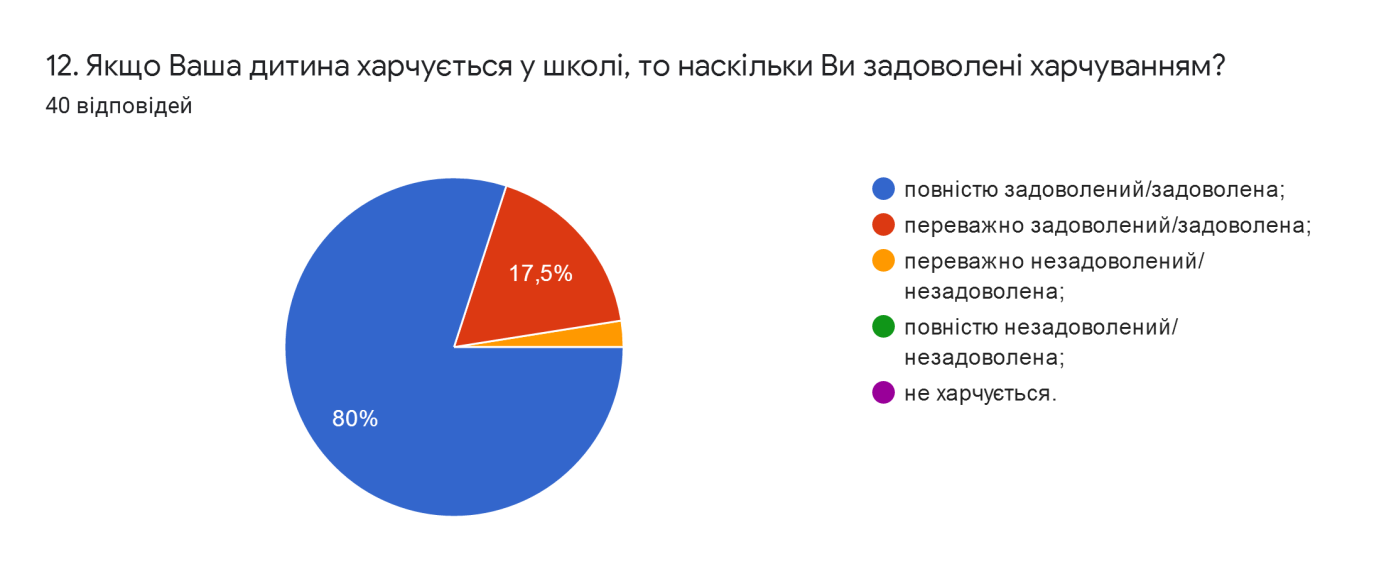 12. Якщо Ваша дитина харчується у школі, то наскільки Ви задоволені харчуванням?
40 відповідей
17,5%
80%
повністю задоволений/задоволена;
переважно задоволений/задоволена;
переважно незадоволений/
незадоволена;
повністю незадоволений/
незадоволена;
не харчується.